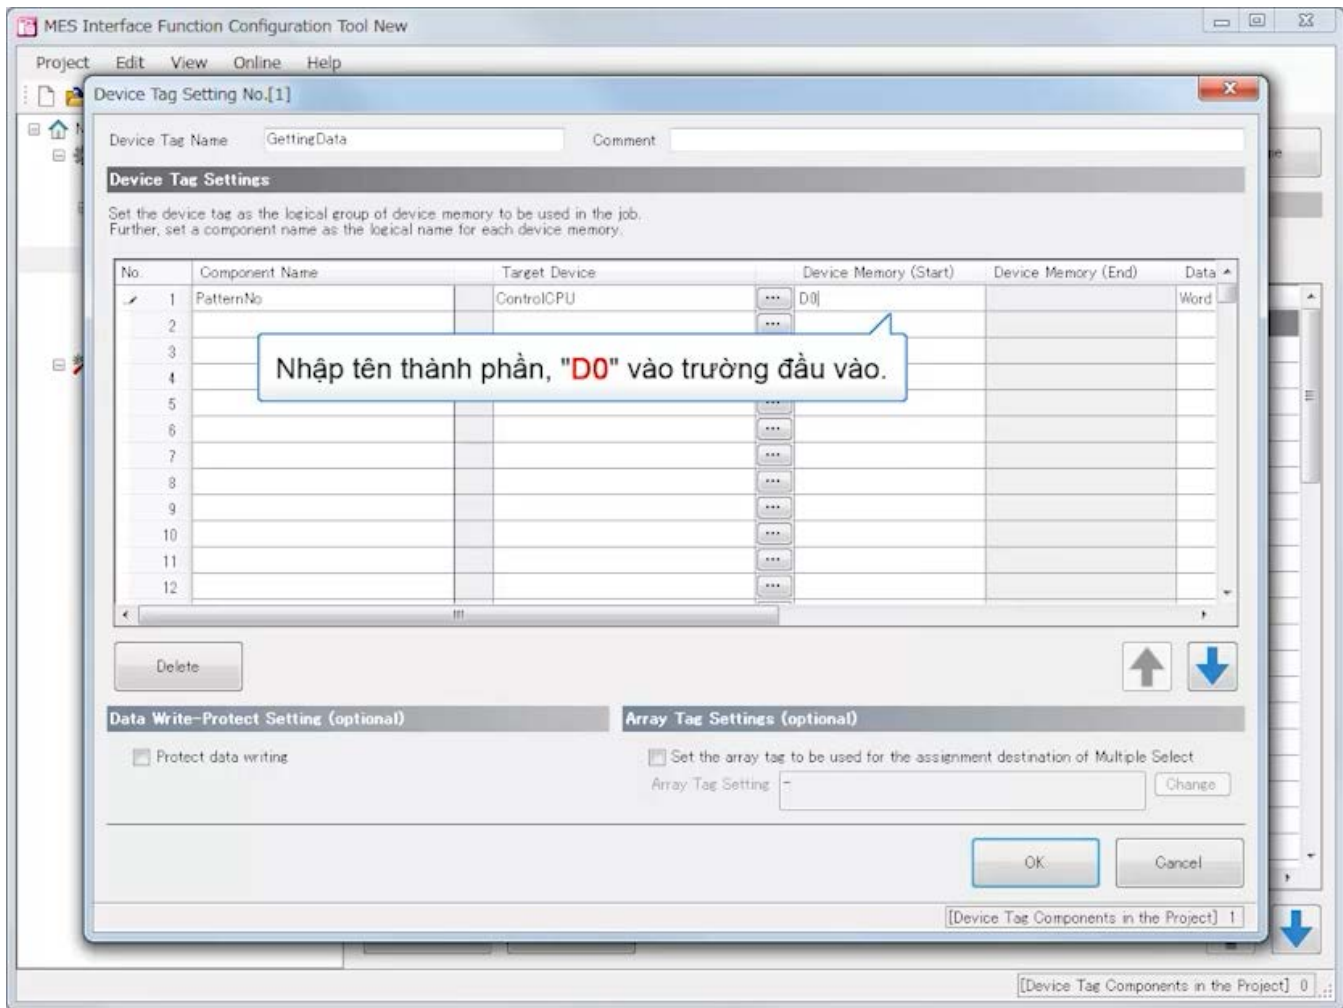 MES Interface Function Configuration Tool New
Project Edit View Online Help
Device Tag Setting No.[1]
Device Tag Name GettingData Comment
Device Tag Settings
Set the device tag as the logical group of device memory to be used in the job.
Further, set a component name as the logical name for each device memory.
No. Component Name Target Device Device Memory (Start) Device Memory (End) Data
1 PatternNo ControlCPU ... D0 Word
2 ...
3
Nhập tên thành phần, "D0" vào trường đầu vào.
4
5 ...
6 ...
7 ...
8 ...
9 ...
10 ...
11 ...
12 ...
Delete
Data Write-Protect Setting (optional) Array Tag Settings (optional)
Protect data writing Set the array tag to be used for the assignment destination of Multiple Select
Array Tag Setting - Change
OK Cancel
[Device Tag Components in the Project] 1
[Device Tag Components in the Project] 0